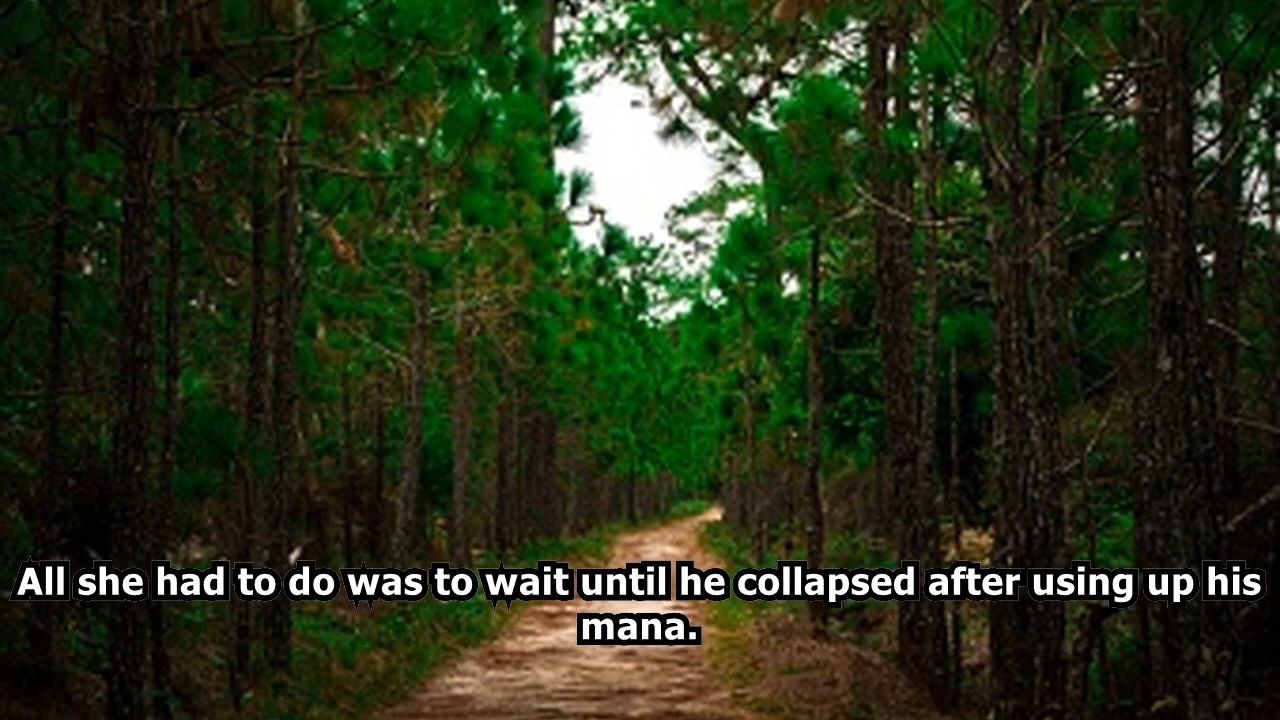 All she had to do was to wait until he collapsed after using up his
mana.